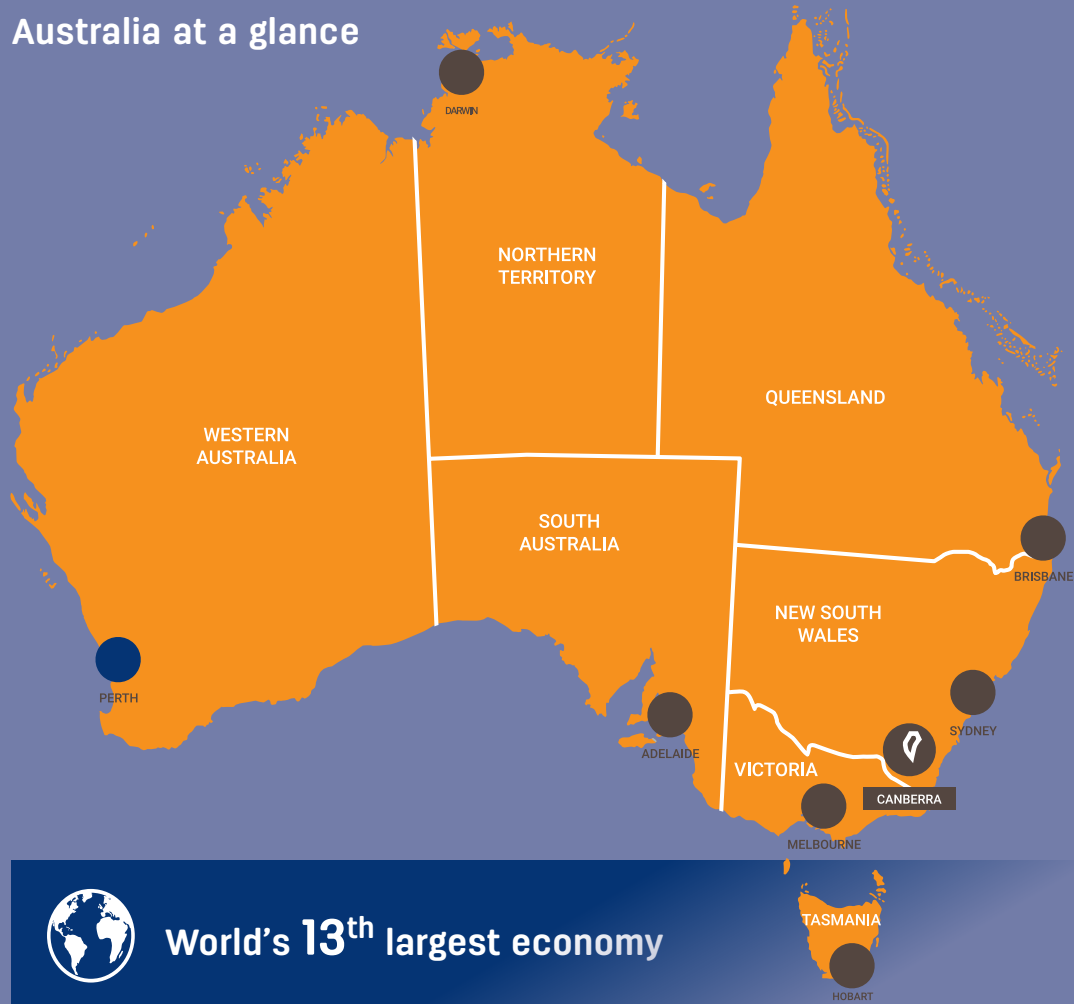 Australia at a glance
DARWIN
NORTHERN
TERRITORY
QUEENSLAND
WESTERN
AUSTRALIA
SOUTH
AUSTRALIA
BRISBANE
NEW SOUTH
WALES
PERTH
SYDNEY
ADELAIDE
VICTORIA
CANBERRA
MELBOURNE
TASMANIA
World's 13th largest economy
HOBART